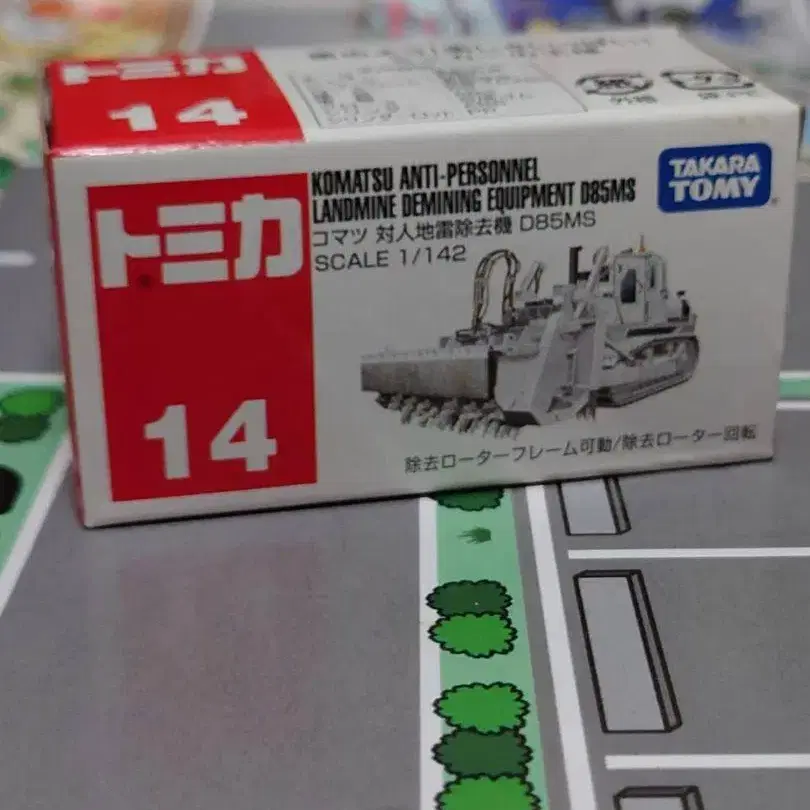 トミカ
14
外箱
トミカ
14
KOMATSU ANTI-PERSONNEL
LANDMINE DEMINING EQUIPMENT D85MS
コマツ 対人地雷除去機 D85MS
SCALE 1/142
TAKARA
TOMY
除去ローターフレーム可動/除去ローター回転